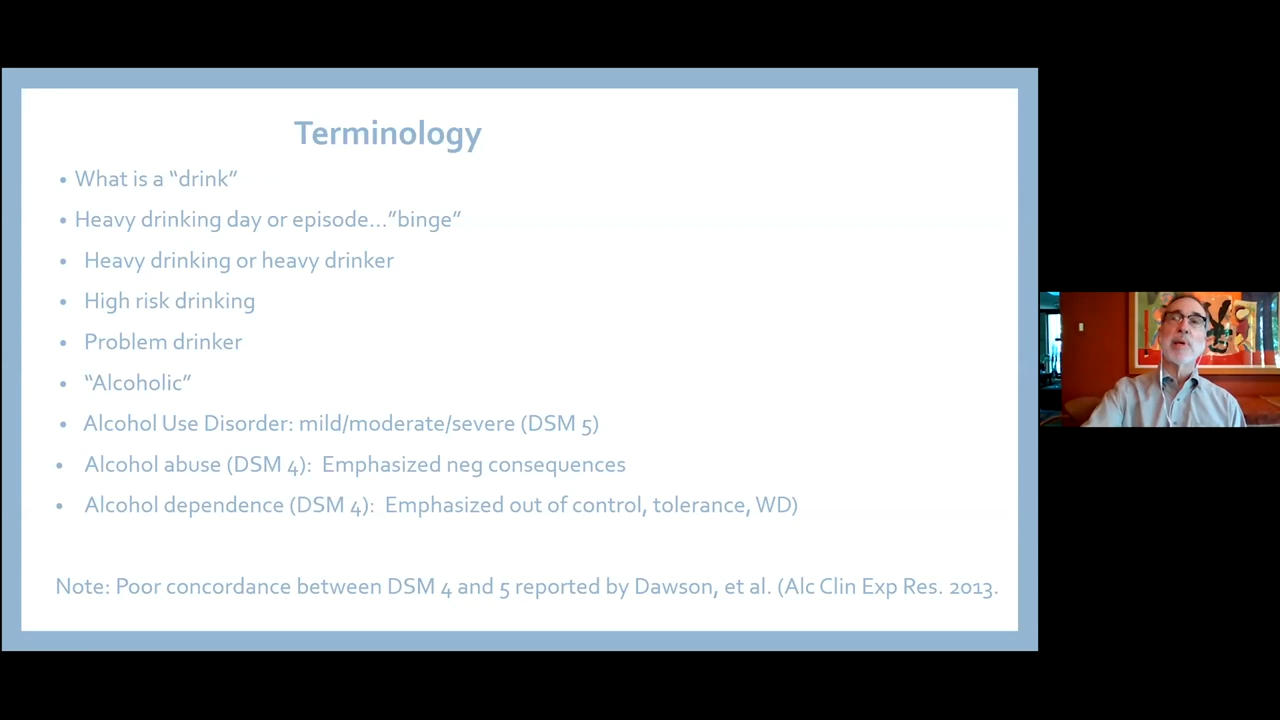 Terminology
• What is a “drink”
• Heavy drinking day or episode…”binge”
• Heavy drinking or heavy drinker
• High risk drinking
• Problem drinker
• “Alcoholic”
• Alcohol Use Disorder: mild/moderate/severe (DSM 5)
• Alcohol abuse (DSM 4): Emphasized neg consequences
• Alcohol dependence (DSM 4): Emphasized out of control, tolerance, WD)
Note: Poor concordance between DSM 4 and 5 reported by Dawson, et al. (Alc Clin Exp Res. 2013.